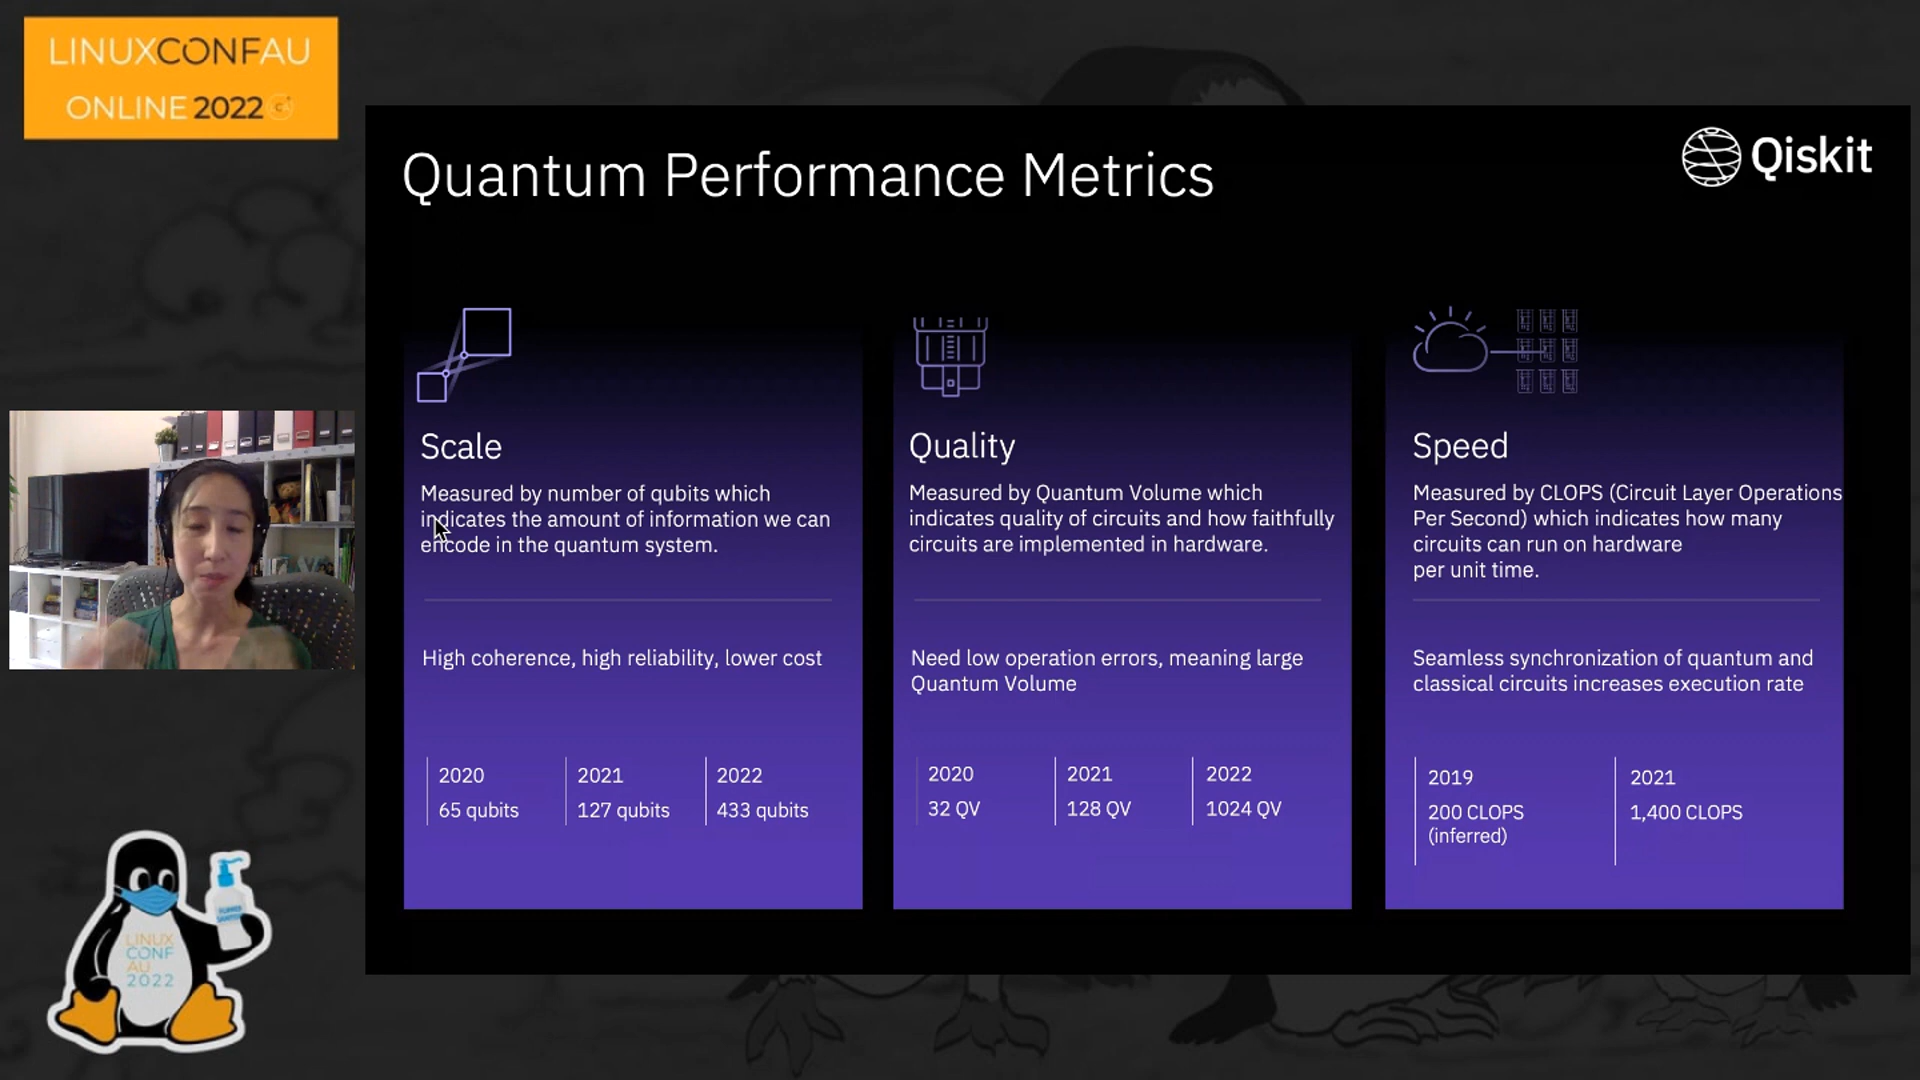 LINUXCONFAU
ONLINE 2022
Quantum Performance Metrics
Qiskit
Scale
Measured by number of qubits which
indicates the amount of information we can
encode in the quantum system.
High coherence, high reliability, lower cost
2020
65 qubits
2021
127 qubits
2022
433 qubits
Quality
Measured by Quantum Volume which
indicates quality of circuits and how faithfully
circuits are implemented in hardware.
Need low operation errors, meaning large
Quantum Volume
2020
32 QV
2021
128 QV
2022
1024 QV
Speed
Measured by CLOPS (Circuit Layer Operations
Per Second) which indicates how many
circuits can run on hardware
per unit time.
Seamless synchronization of quantum and
classical circuits increases execution rate
2019
200 CLOPS
(inferred)
2021
1,400 CLOPS
LINUX
CONF
AU
2022